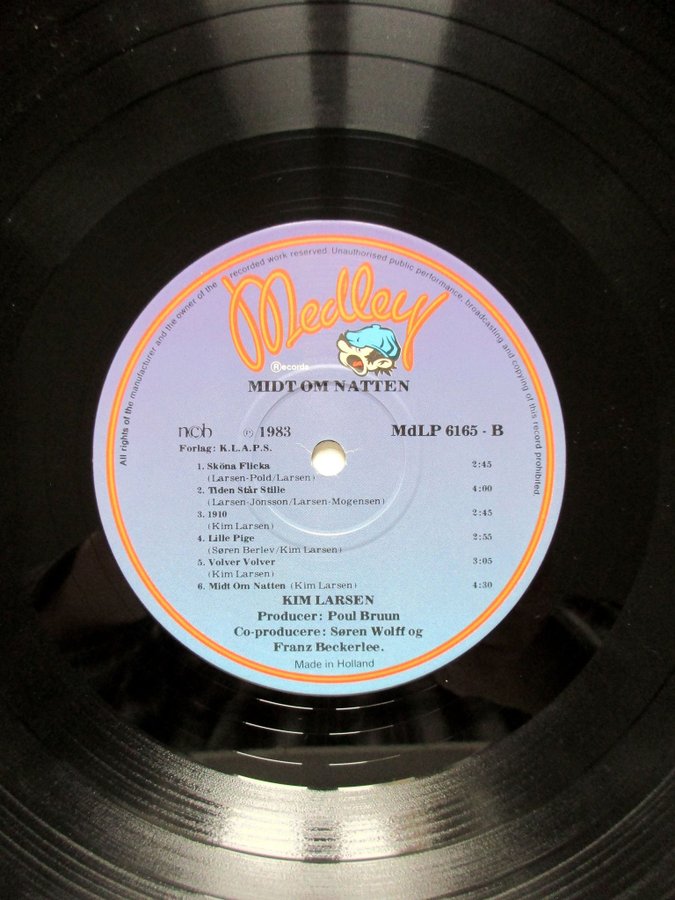 All rights of the manufacturer and the owner of the recorded work reserved. Unauthorised public performance, broadcasting and copying of this record prohibited.
Medley
Ⓡecords
MIDT OM NATTEN
ncb ℗ 1983 MdLP 6165 - B
Forlag: K.L.A.P.S.
1. Sköna Flicka 2:45
(Larsen-Pold/Larsen)
2. Tiden Står Stille 4:00
(Larsen-Jönsson/Larsen-Mogensen)
3. 1910 2:45
(Kim Larsen)
4. Lille Pige 2:55
(Søren Berlev/Kim Larsen)
5. Volver Volver 3:05
(Kim Larsen)
6. Midt Om Natten (Kim Larsen) 4:30
KIM LARSEN
Producer: Poul Bruun
Co-producere: Søren Wolff og
Franz Beckerlee.
Made in Holland